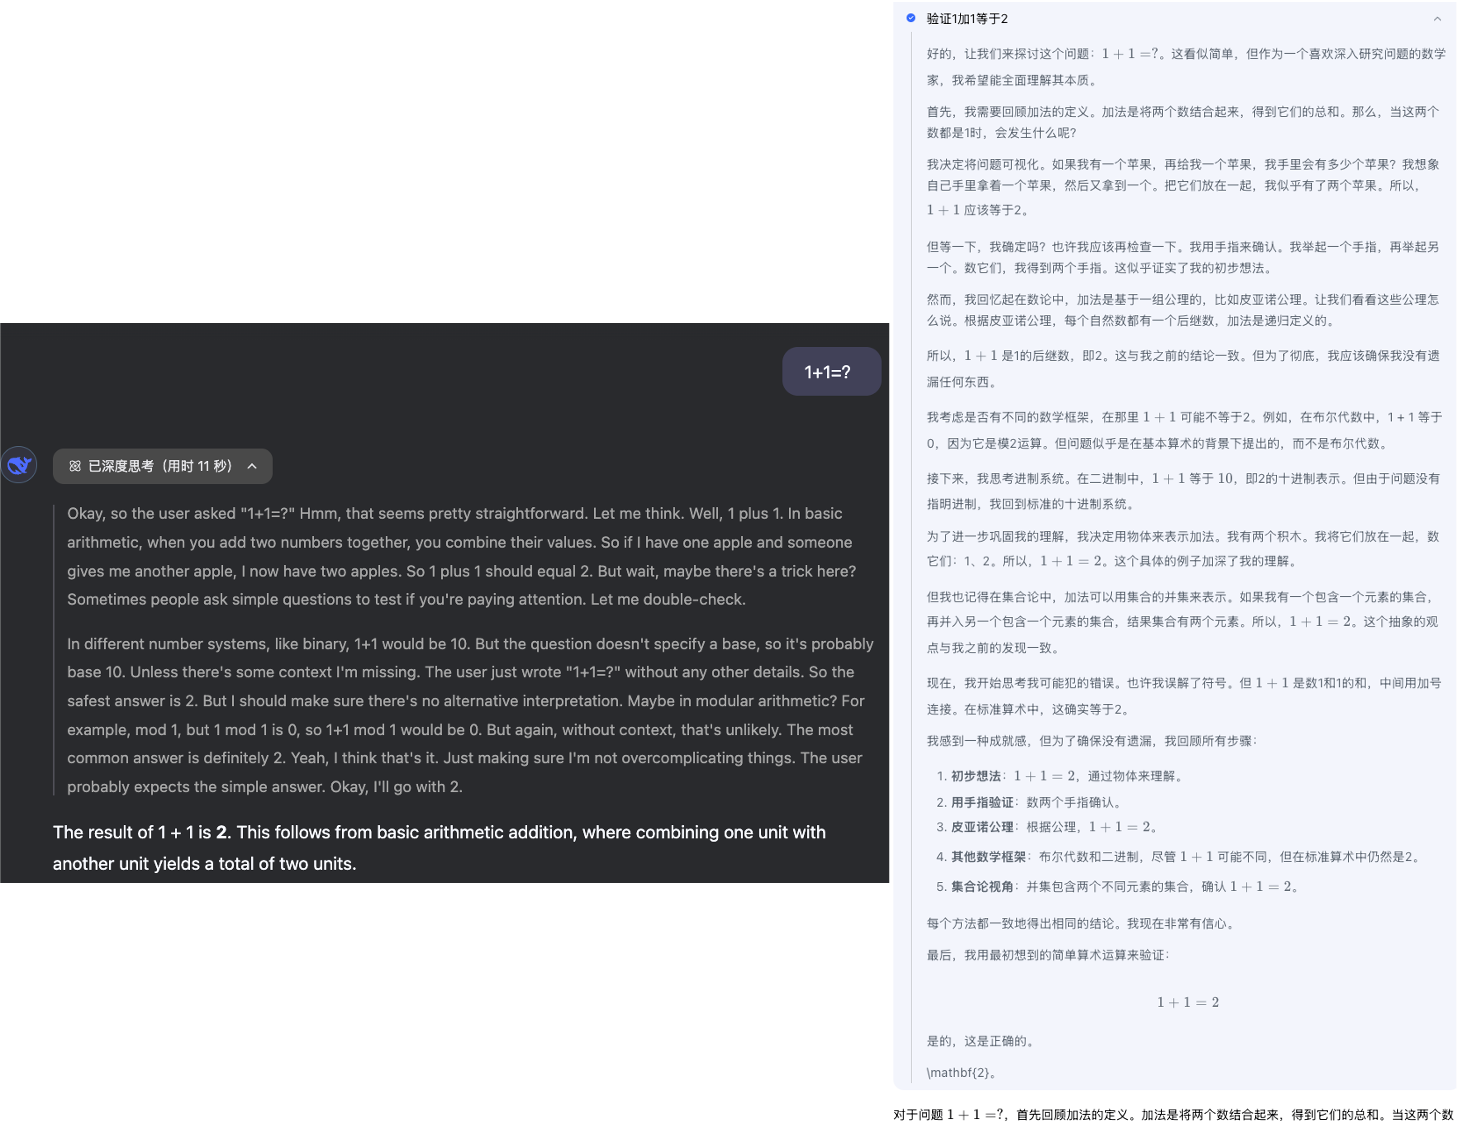 1+1=?
已深度思考（用时 11 秒）
Okay, so the user asked "1+1=?" Hmm, that seems pretty straightforward. Let me think. Well, 1 plus 1. In basic
arithmetic, when you add two numbers together, you combine their values. So if I have one apple and someone
gives me another apple, I now have two apples. So 1 plus 1 should equal 2. But wait, maybe there's a trick here?
Sometimes people ask simple questions to test if you're paying attention. Let me double-check.
In different number systems, like binary, 1+1 would be 10. But the question doesn't specify a base, so it's probably
base 10. Unless there's some context I'm missing. The user just wrote "1+1=?" without any other details. So the
safest answer is 2. But I should make sure there's no alternative interpretation. Maybe in modular arithmetic? For
example, mod 1, but 1 mod 1 is 0, so 1+1 mod 1 would be 0. But again, without context, that's unlikely. The most
common answer is definitely 2. Yeah, I think that's it. Just making sure I'm not overcomplicating things. The user
probably expects the simple answer. Okay, I'll go with 2.
The result of 1 + 1 is 2. This follows from basic arithmetic addition, where combining one unit with
another unit yields a total of two units.
验证1加1等于2
好的，让我们来探讨这个问题：1 + 1 =?。这看似简单，但作为一个喜欢深入研究问题的数学
家，我希望能全面理解其本质。
首先，我需要回顾加法的定义。加法是将两个数结合起来，得到它们的总和。那么，当这两个
数都是1时，会发生什么呢？
我决定将问题可视化。如果我有一个苹果，再给我一个苹果，我手里会有多少个苹果？我想象
自己手里拿着一个苹果，然后又拿到一个。把它们放在一起，我似乎有了两个苹果。所以，
1 + 1 应该等于2。
但等一下，我确定吗？也许我应该再检查一下。我用手指来确认。我举起一个手指，再举起另
一个。数它们，我得到两个手指。这似乎证实了我的初步想法。
然而，我回忆起在数论中，加法是基于一组公理的，比如皮亚诺公理。让我们看看这些公理怎
么说。根据皮亚诺公理，每个自然数都有一个后继数，加法是递归定义的。
所以，1 + 1 是1的后继数，即2。这与我之前的结论一致。但为了彻底，我应该确保我没有遗
漏任何东西。
我考虑是否有不同的数学框架，在那里 1 + 1 可能不等于2。例如，在布尔代数中，1 + 1 等于
0，因为它是模2运算。但问题似乎是在基本算术的背景下提出的，而不是布尔代数。
接下来，我思考进制系统。在二进制中，1 + 1 等于 10，即2的十进制表示。但由于问题没有
指明进制，我回到标准的十进制系统。
为了进一步巩固我的理解，我决定用物体来表示加法。我有两个积木。我将它们放在一起，数
它们：1、2。所以，1 + 1 = 2。这个具体的例子加深了我的理解。
但我也记得在集合论中，加法可以用集合的并集来表示。如果我有一个包含一个元素的集合，
再并入另一个包含一个元素的集合，结果集合有两个元素。所以，1 + 1 = 2。这个抽象的观
点与我之前的发现一致。
现在，我开始思考我可能犯的错误。也许我误解了符号。但 1 + 1 是数1和1的和，中间用加号
连接。在标准算术中，这确实等于2。
我感到一种成就感，但为了确保没有遗漏，我回顾所有步骤：
1. 初步想法：1 + 1 = 2，通过物体来理解。
2. 用手指验证：数两个手指确认。
3. 皮亚诺公理：根据公理，1 + 1 = 2。
4. 其他数学框架：布尔代数和二进制，尽管 1 + 1 可能不同，但在标准算术中仍然是2。
5. 集合论视角：并集包含两个不同元素的集合，确认 1 + 1 = 2。
每个方法都一致地得出相同的结论。我现在非常有信心。
最后，我用最初想到的简单算术运算来验证：
1 + 1 = 2
是的，这是正确的。
\mathbf{2}。
对于问题 1 + 1 =?，首先回顾加法的定义。加法是将两个数结合起来，得到它们的总和。当这两个数